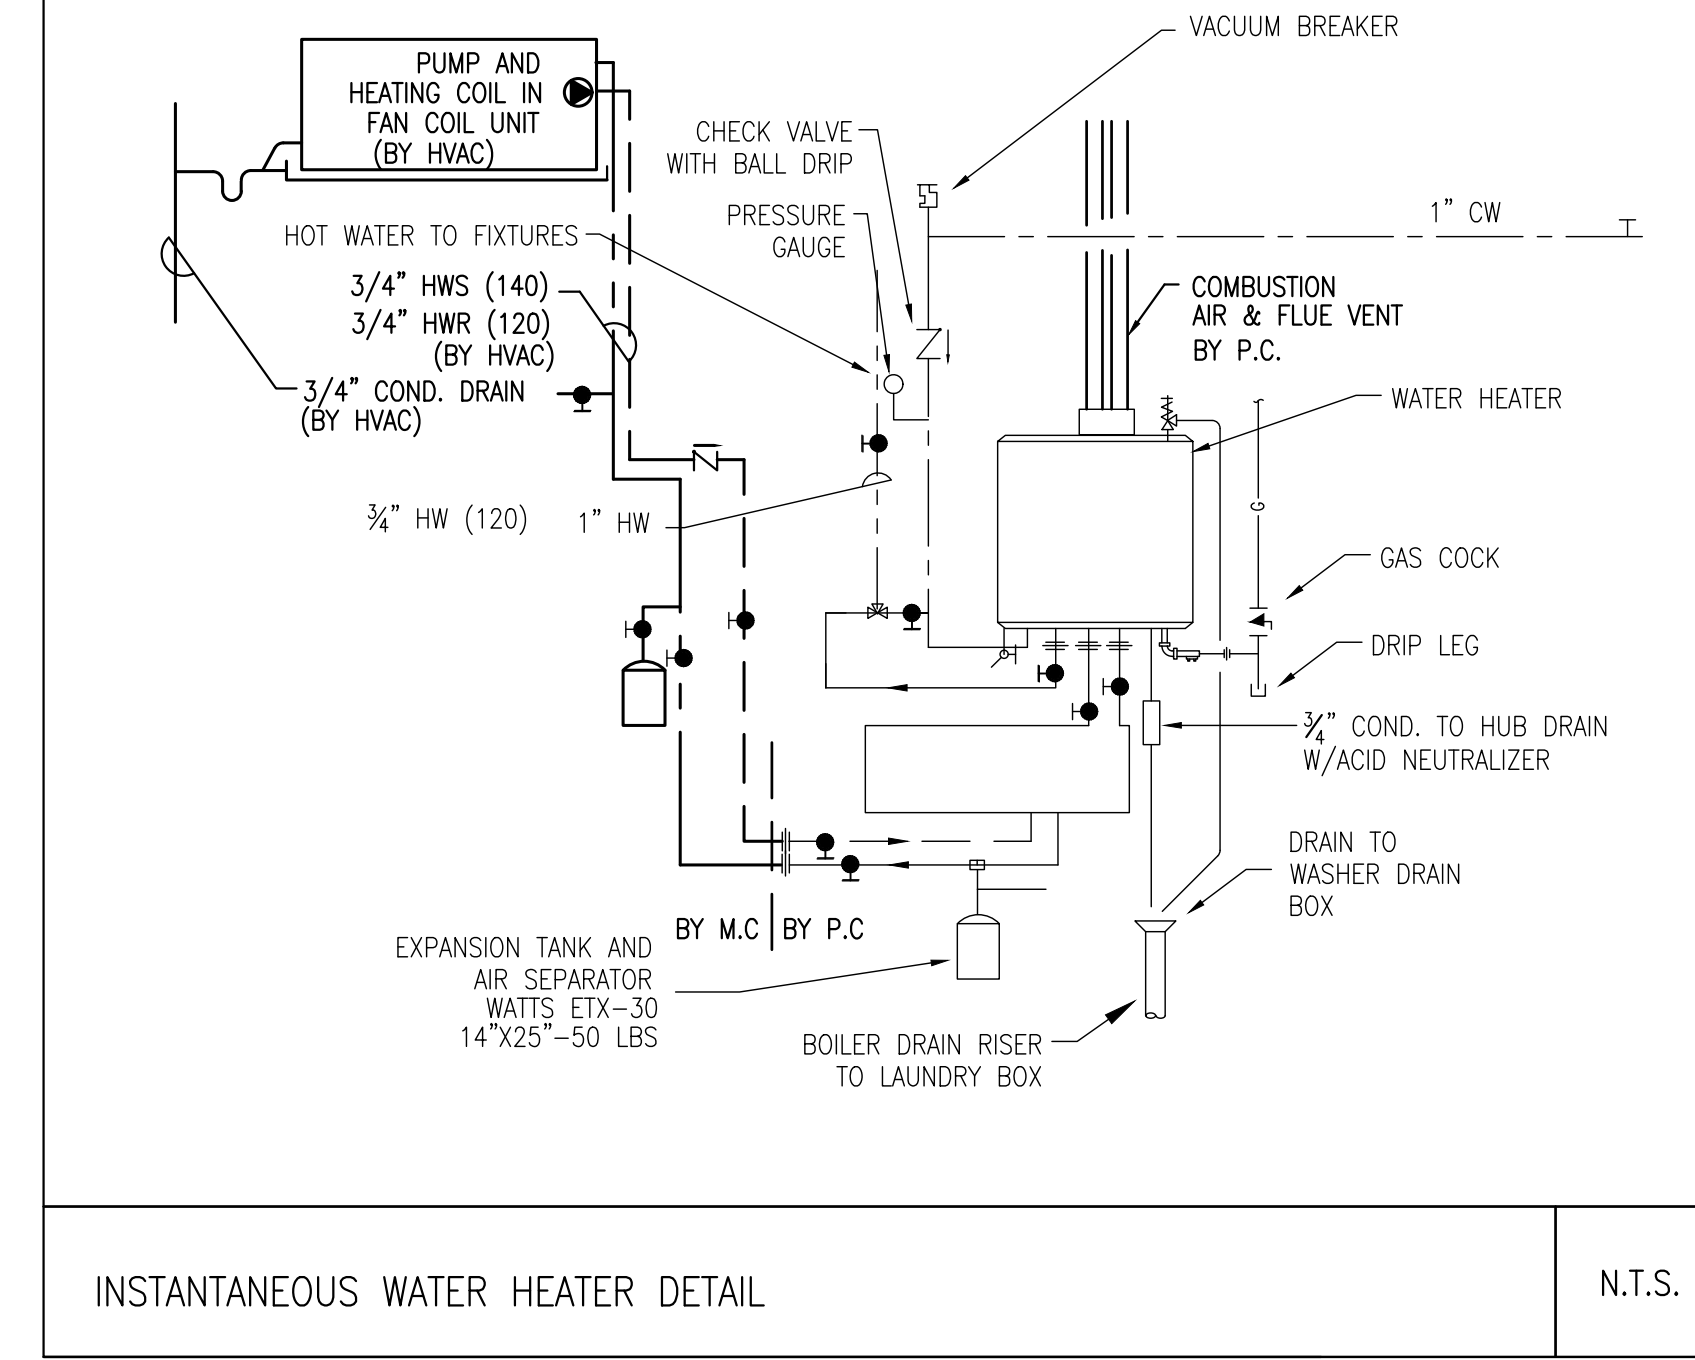 VACUUM BREAKER
PUMP AND
HEATING COIL IN
FAN COIL UNIT
(BY HVAC)
CHECK VALVE
WITH BALL DRIP
PRESSURE
GAUGE
1" CW
HOT WATER TO FIXTURES
3/4" HWS (140)
3/4" HWR (120)
(BY HVAC)
COMBUSTION
AIR & FLUE VENT
BY P.C.
3/4" COND. DRAIN
(BY HVAC)
WATER HEATER
G
¾" HW (120) 1" HW
GAS COCK
DRIP LEG
¾" COND. TO HUB DRAIN
W/ACID NEUTRALIZER
DRAIN TO
WASHER DRAIN
BOX
BY M.C BY P.C
EXPANSION TANK AND
AIR SEPARATOR
WATTS ETX-30
14"X25"-50 LBS
BOILER DRAIN RISER
TO LAUNDRY BOX
INSTANTANEOUS WATER HEATER DETAIL
N.T.S.